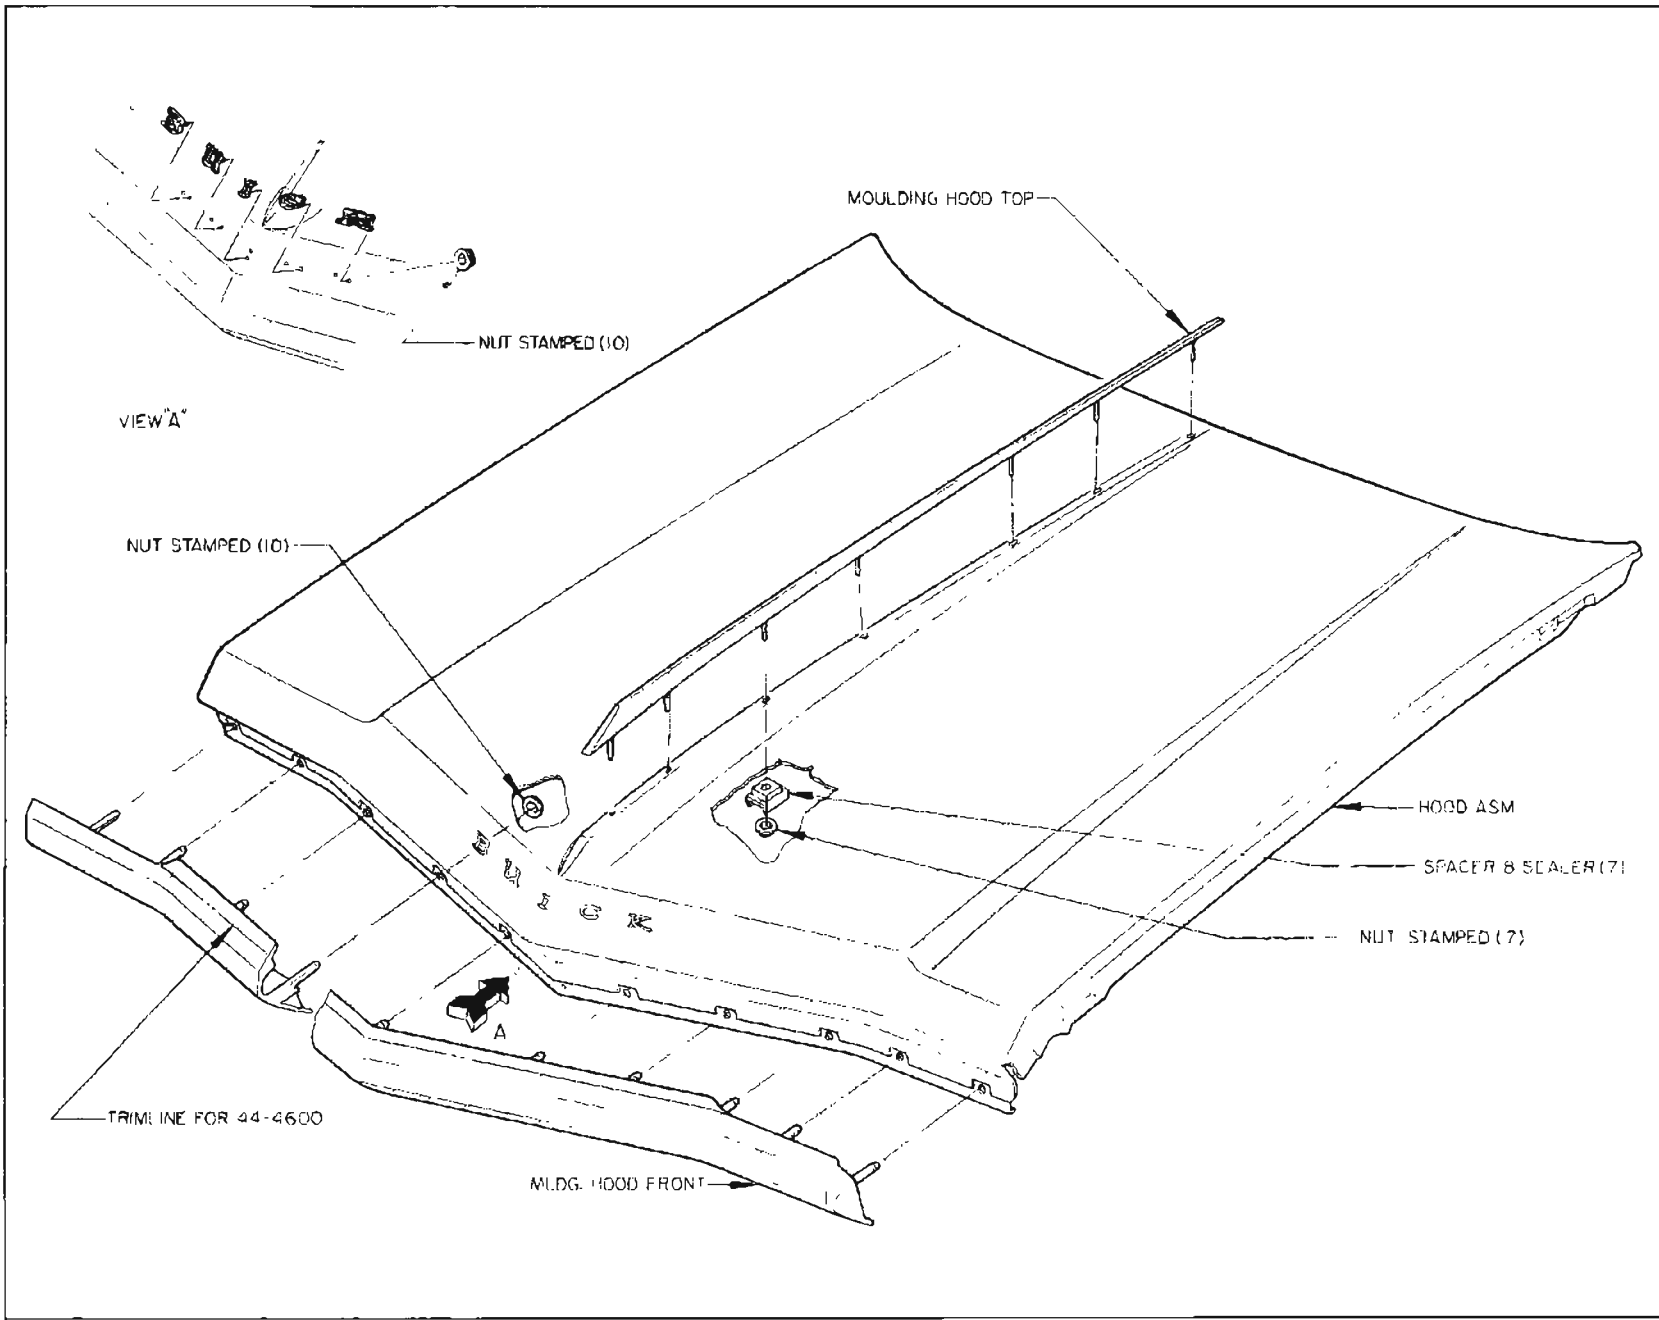 MOULDING HOOD TOP
NUT STAMPED (10)
VIEW "A"
NUT STAMPED (10)
HOOD ASM
BUICK
SPACER & SEALER (7)
NUT STAMPED (7)
A
TRIMLINE FOR 44-4600
MLDG. HOOD FRONT